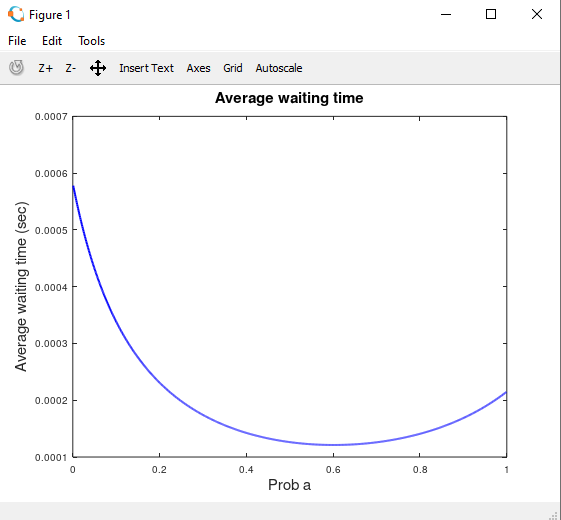 Figure 1
File Edit Tools
Z+ Z- Insert Text Axes Grid Autoscale
Average waiting time
0.0007
0.0006
0.0005
0.0004
0.0003
0.0002
0.0001
Average waiting time (sec)
0 0.2 0.4 0.6 0.8 1
Prob a